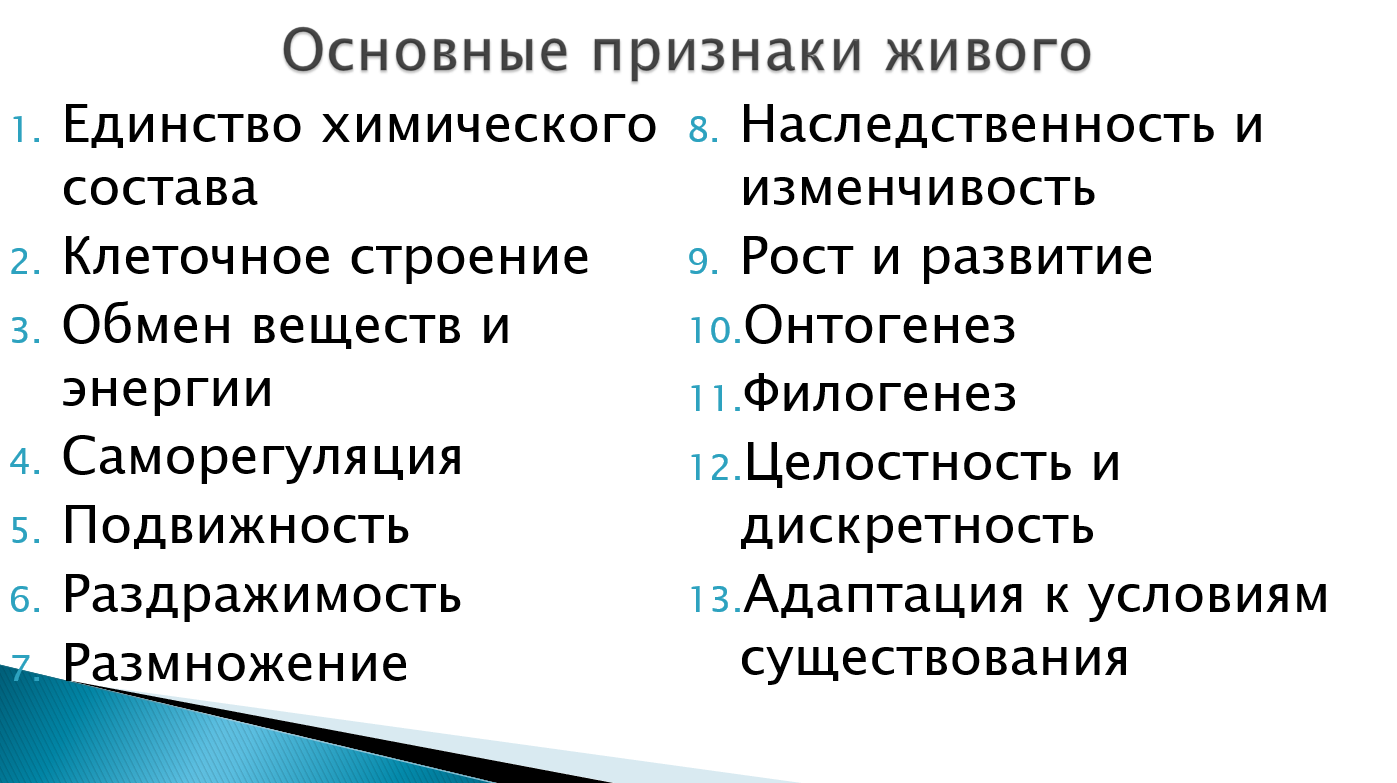 Основные признаки живого
1. Единство химического
состава
2. Клеточное строение
3. Обмен веществ и
энергии
4. Саморегуляция
5. Подвижность
6. Раздражимость
7. Размножение
8. Наследственность и
изменчивость
9. Рост и развитие
10. Онтогенез
11. Филогенез
12. Целостность и
дискретность
13. Адаптация к условиям
существования